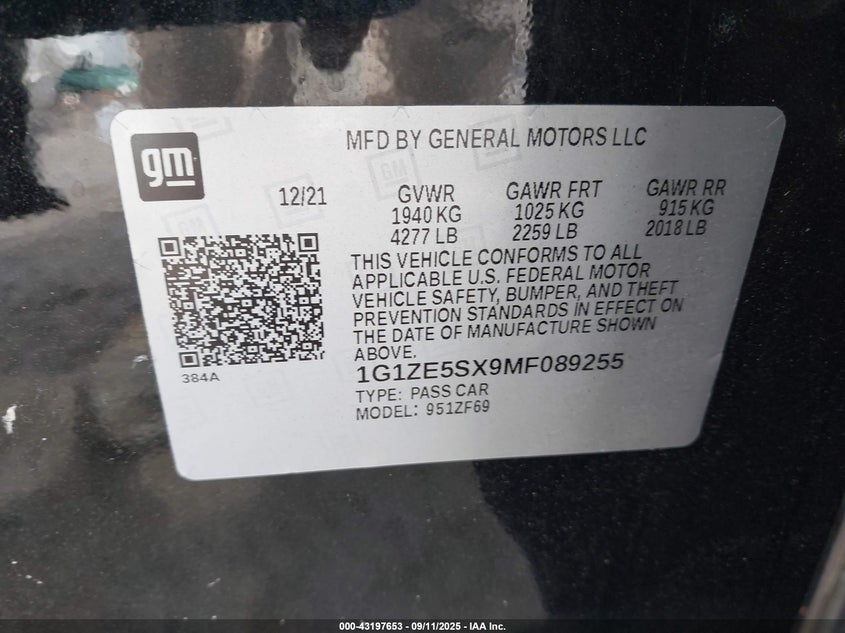 MFD BY GENERAL MOTORS LLC
gm
12/21
GVWR GAWR FRT GAWR RR
1940 KG 1025 KG 915 KG
4277 LB 2259 LB 2018 LB
THIS VEHICLE CONFORMS TO ALL
APPLICABLE U.S. FEDERAL MOTOR
VEHICLE SAFETY, BUMPER, AND THEFT
PREVENTION STANDARDS IN EFFECT ON
THE DATE OF MANUFACTURE SHOWN
ABOVE.
384A
1G1ZE5SX9MF089255
TYPE: PASS CAR
MODEL: 951ZF69
000-43197653 - 09/11/2025 - IAA Inc.